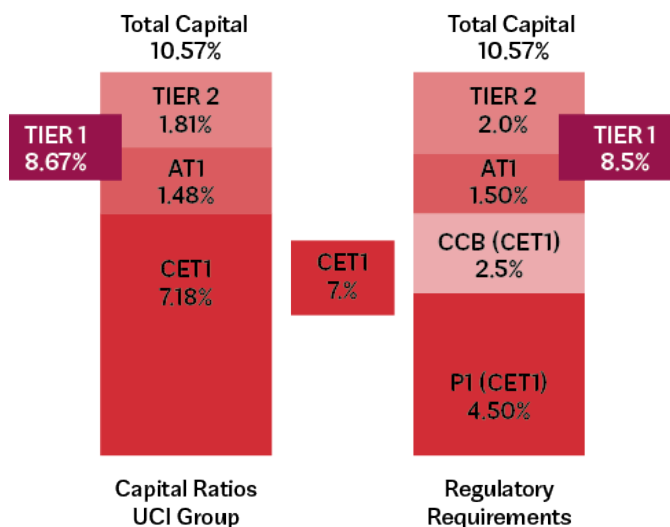 Total Capital
10.57%
TIER 2
1.81%
TIER 1
8.67%
AT1
1.48%
CET1
7.18%
Capital Ratios
UCI Group
CET1
7.%
Total Capital
10.57%
TIER 2
2.0%
TIER 1
8.5%
AT1
1.50%
CCB (CET1)
2.5%
P1 (CET1)
4.50%
Regulatory
Requirements